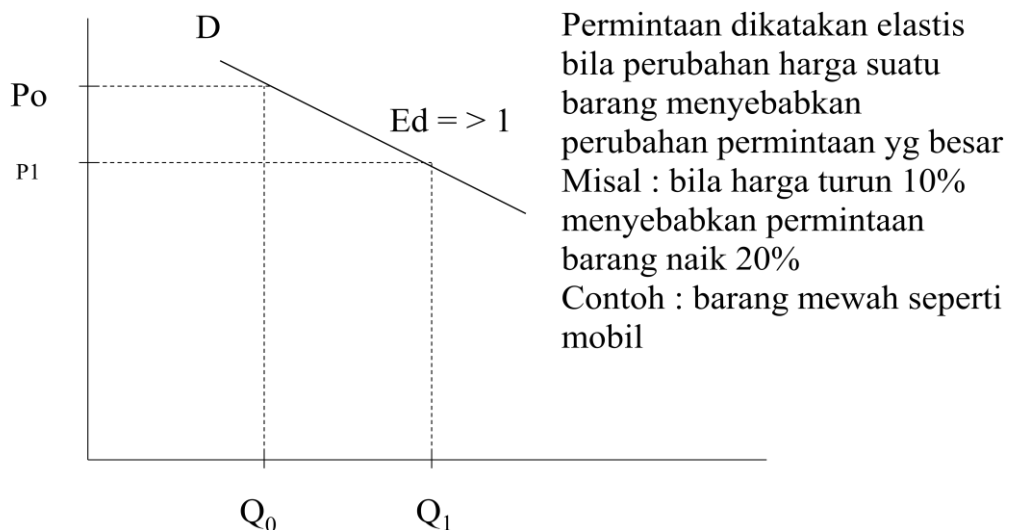 D
Po
P1
Ed = > 1
Q₀
Q₁
Permintaan dikatakan elastis
bila perubahan harga suatu
barang menyebabkan
perubahan permintaan yg besar
Misal : bila harga turun 10%
menyebabkan permintaan
barang naik 20%
Contoh : barang mewah seperti
mobil